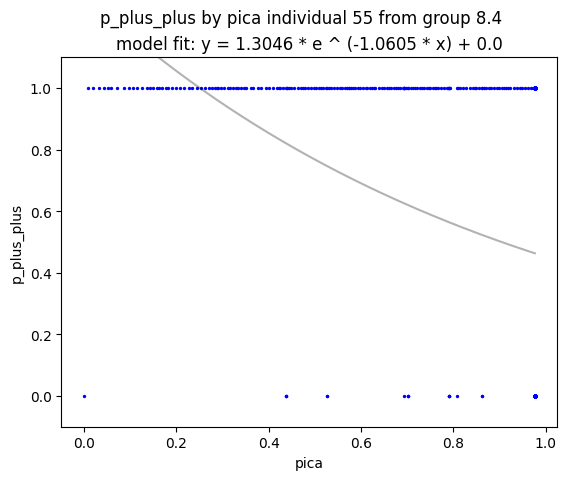 p_plus_plus by pica individual 55 from group 8.4
model fit: y = 1.3046 * e ^ (-1.0605 * x) + 0.0
1.0
0.8
0.6
0.4
0.2
0.0
p_plus_plus
0.0 0.2 0.4 0.6 0.8 1.0
pica